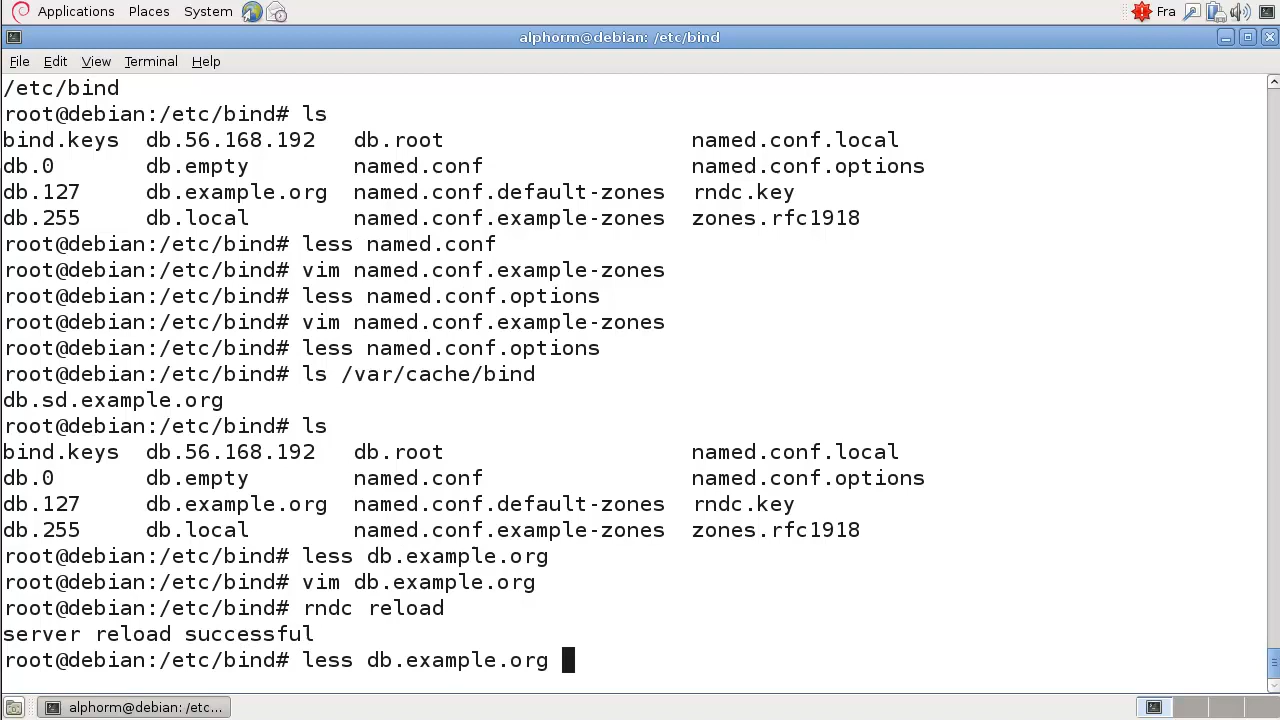 Applications Places System Fra
alphorm@debian: /etc/bind
File Edit View Terminal Help
/etc/bind
root@debian:/etc/bind# ls
bind.keys db.56.168.192 db.root named.conf.local
db.0 db.empty named.conf named.conf.options
db.127 db.example.org named.conf.default-zones rndc.key
db.255 db.local named.conf.example-zones zones.rfc1918
root@debian:/etc/bind# less named.conf
root@debian:/etc/bind# vim named.conf.example-zones
root@debian:/etc/bind# less named.conf.options
root@debian:/etc/bind# vim named.conf.example-zones
root@debian:/etc/bind# less named.conf.options
root@debian:/etc/bind# ls /var/cache/bind
db.sd.example.org
root@debian:/etc/bind# ls
bind.keys db.56.168.192 db.root named.conf.local
db.0 db.empty named.conf named.conf.options
db.127 db.example.org named.conf.default-zones rndc.key
db.255 db.local named.conf.example-zones zones.rfc1918
root@debian:/etc/bind# less db.example.org
root@debian:/etc/bind# vim db.example.org
root@debian:/etc/bind# rndc reload
server reload successful
root@debian:/etc/bind# less db.example.org
alphorm@debian: /etc...